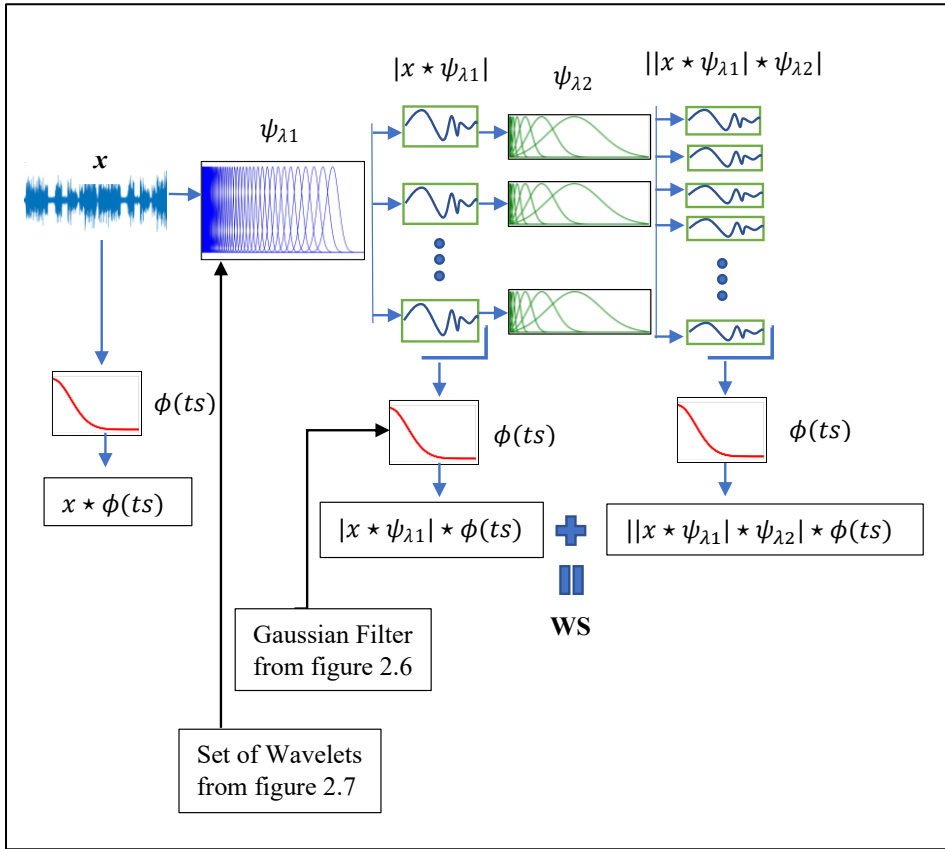 |x ⋆ ψλ1|
ψλ2
||x ⋆ ψλ1| ⋆ ψλ2|
ψλ1
x
ϕ(ts)
ϕ(ts)
ϕ(ts)
x ⋆ ϕ(ts)
|x ⋆ ψλ1| ⋆ ϕ(ts)
||x ⋆ ψλ1| ⋆ ψλ2| ⋆ ϕ(ts)
WS
Gaussian Filter
from figure 2.6
Set of Wavelets
from figure 2.7